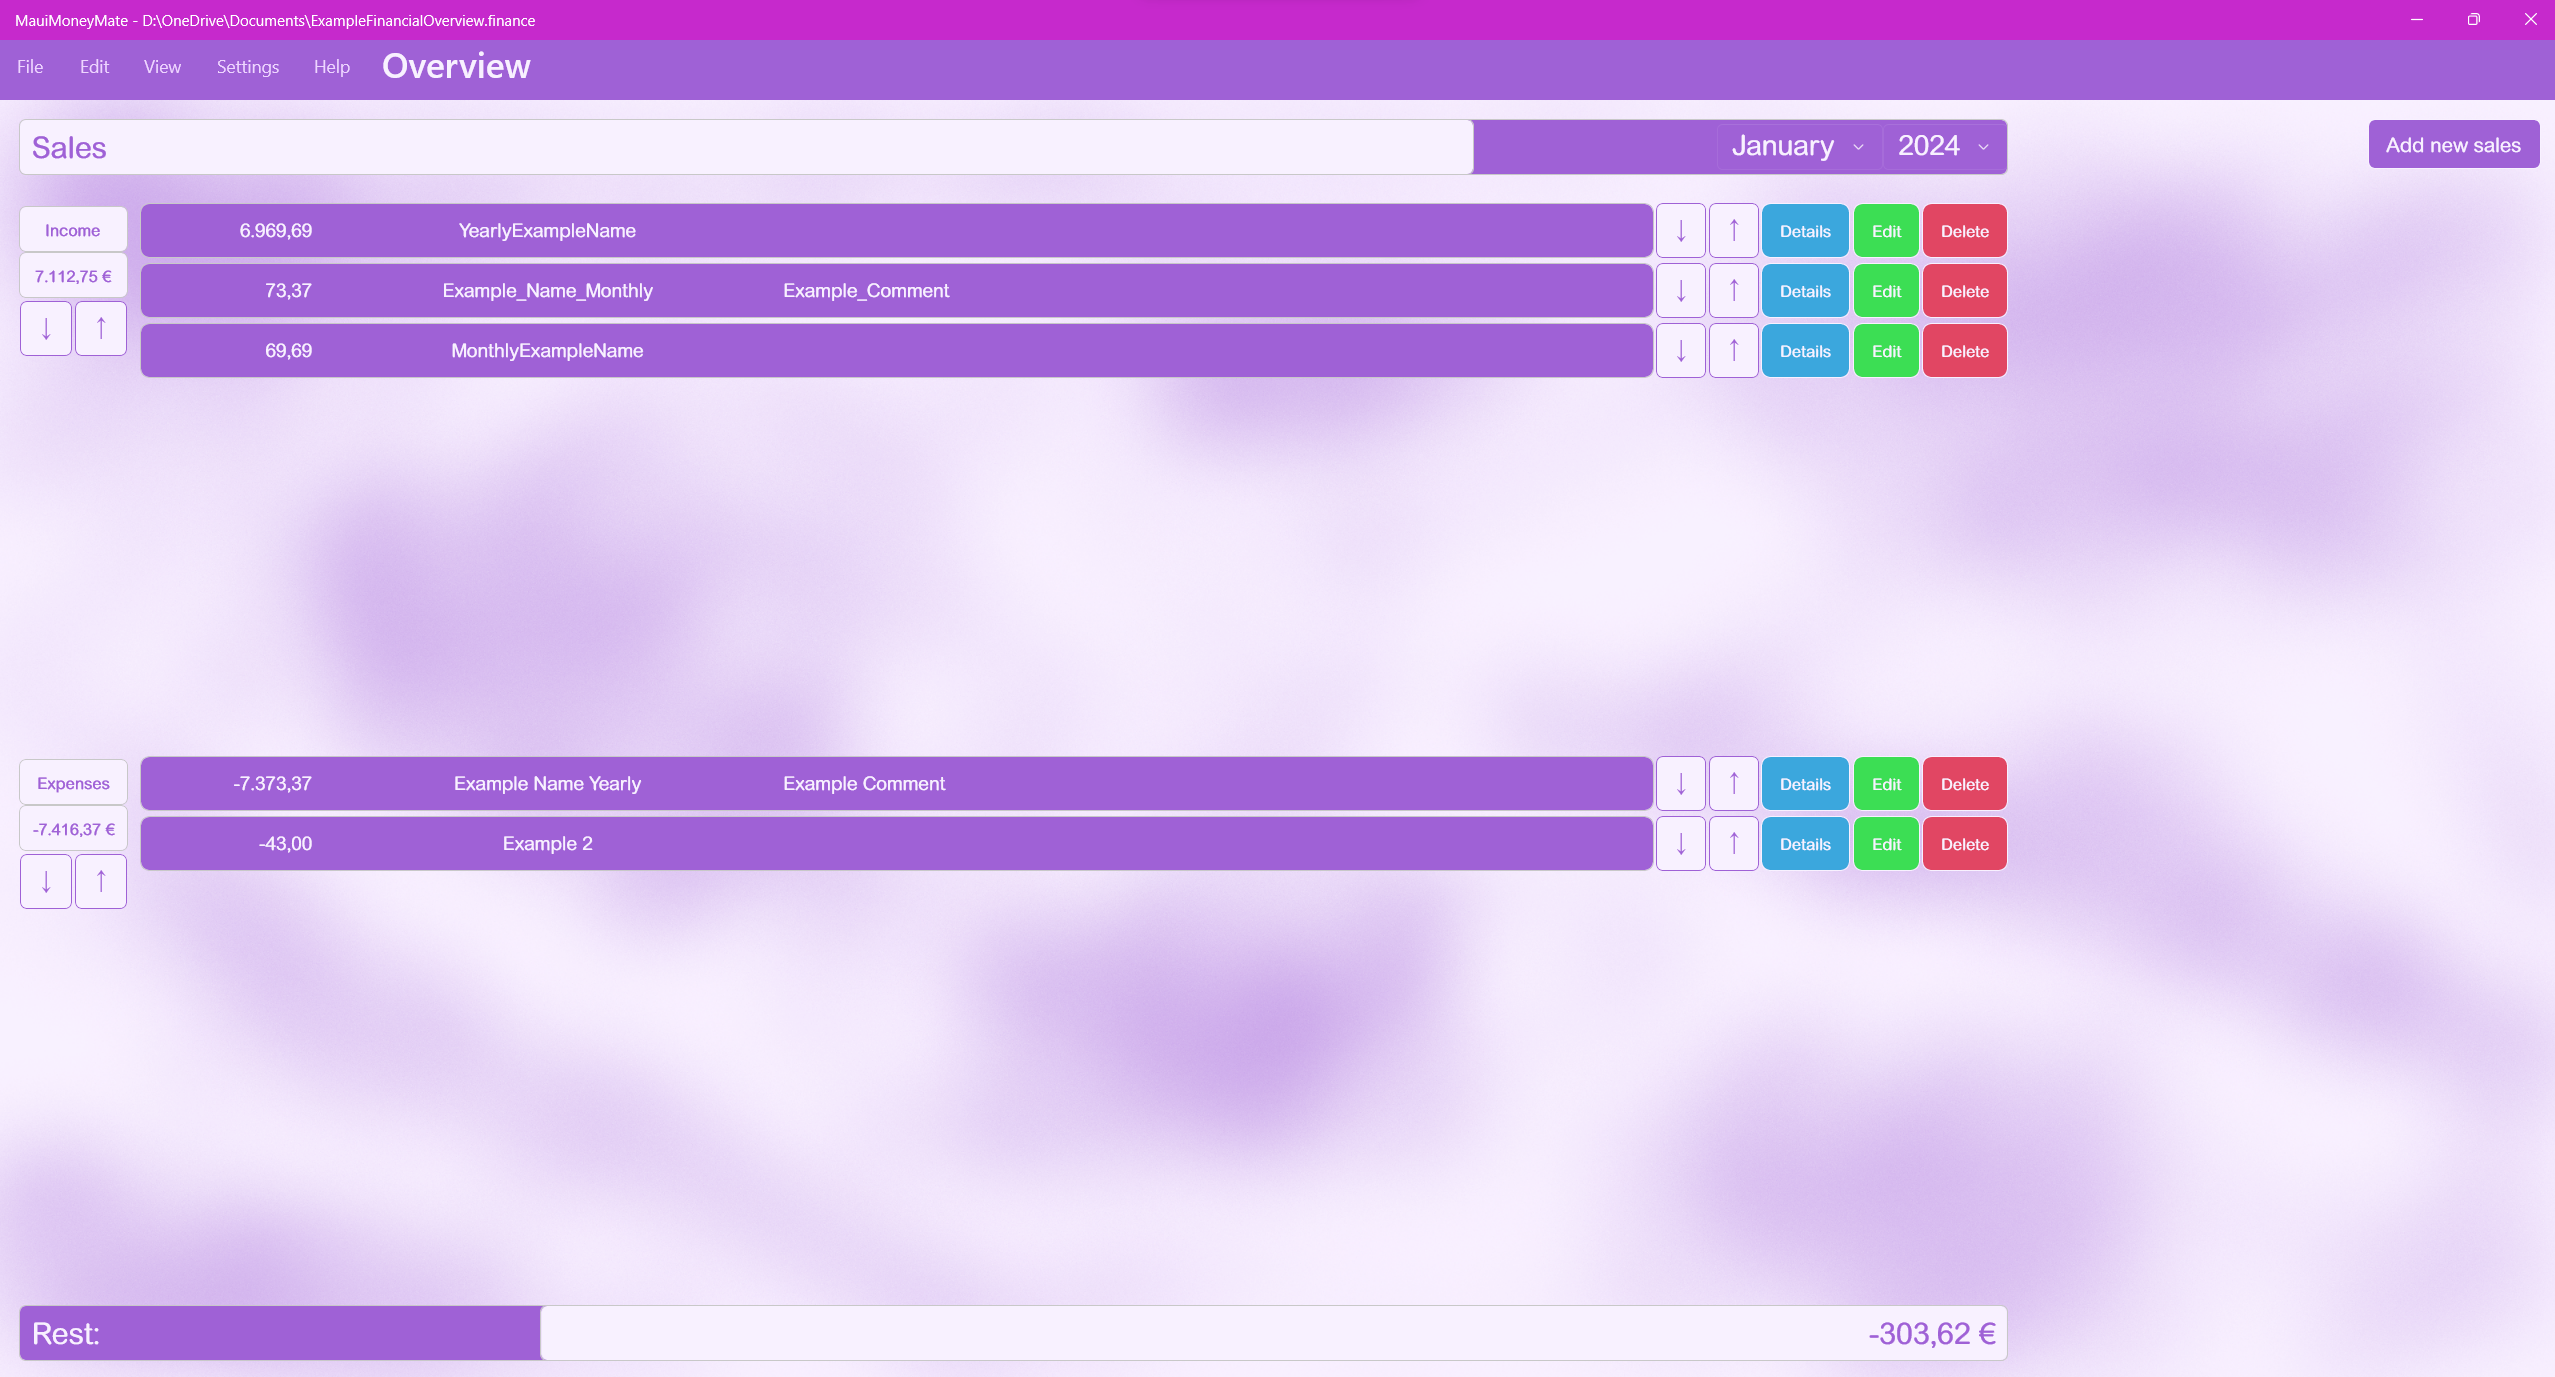 MauiMoneyMate - D:\OneDrive\Documents\ExampleFinancialOverview.finance
File Edit View Settings Help Overview
Sales January 2024 Add new sales
Income 6.969,69 YearlyExampleName ↓ ↑ Details Edit Delete
7.112,75 € 73,37 Example_Name_Monthly Example_Comment ↓ ↑ Details Edit Delete
↓ ↑ 69,69 MonthlyExampleName ↓ ↑ Details Edit Delete
Expenses -7.373,37 Example Name Yearly Example Comment ↓ ↑ Details Edit Delete
-7.416,37 € -43,00 Example 2 ↓ ↑ Details Edit Delete
↓ ↑
Rest: -303,62 €